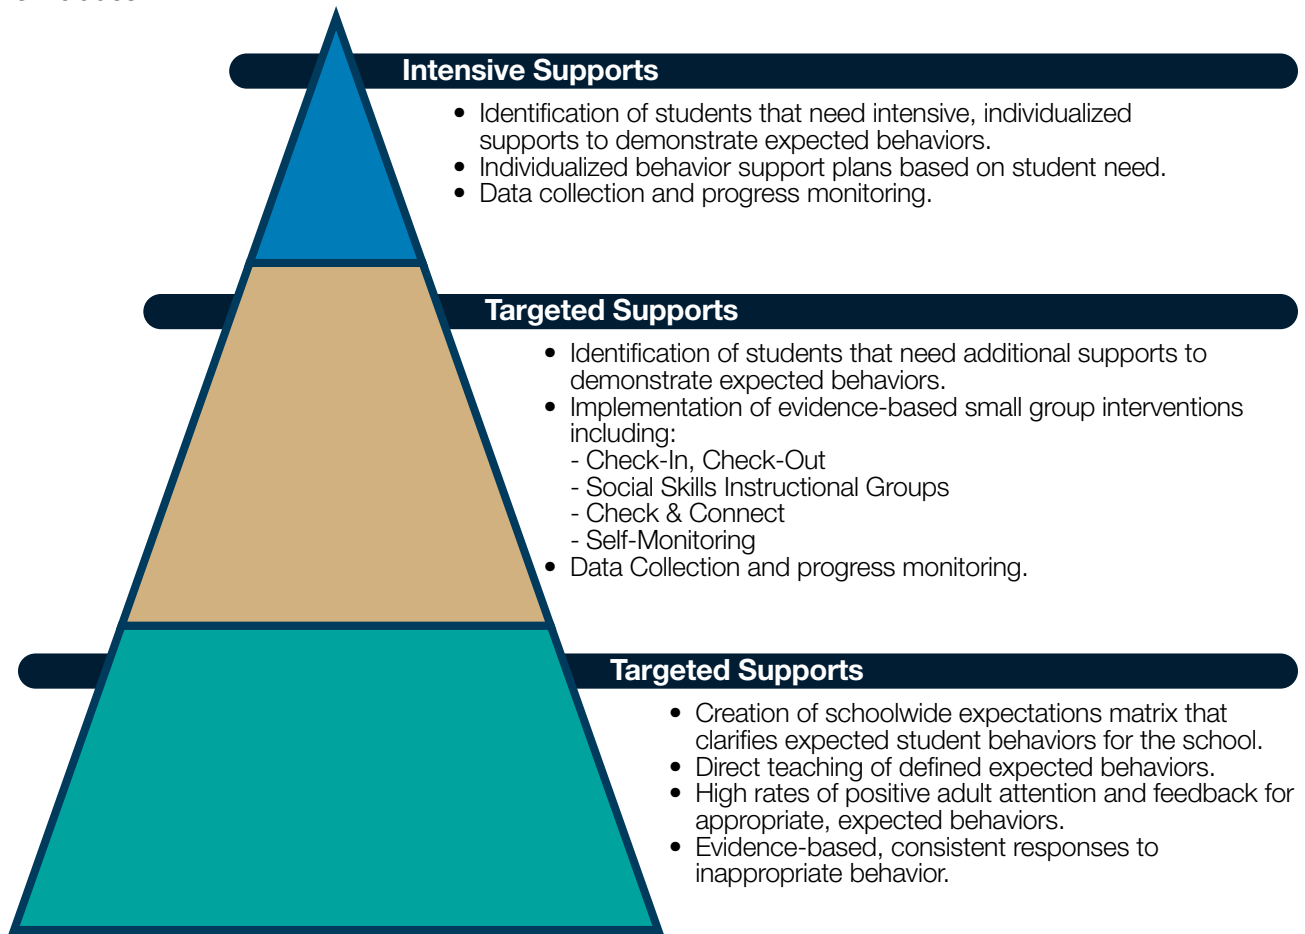 Intensive Supports
• Identification of students that need intensive, individualized
supports to demonstrate expected behaviors.
• Individualized behavior support plans based on student need.
• Data collection and progress monitoring.
Targeted Supports
• Identification of students that need additional supports to
demonstrate expected behaviors.
• Implementation of evidence-based small group interventions
including:
- Check-In, Check-Out
- Social Skills Instructional Groups
- Check & Connect
- Self-Monitoring
• Data Collection and progress monitoring.
Targeted Supports
• Creation of schoolwide expectations matrix that
clarifies expected student behaviors for the school.
• Direct teaching of defined expected behaviors.
• High rates of positive adult attention and feedback for
appropriate, expected behaviors.
• Evidence-based, consistent responses to
inappropriate behavior.